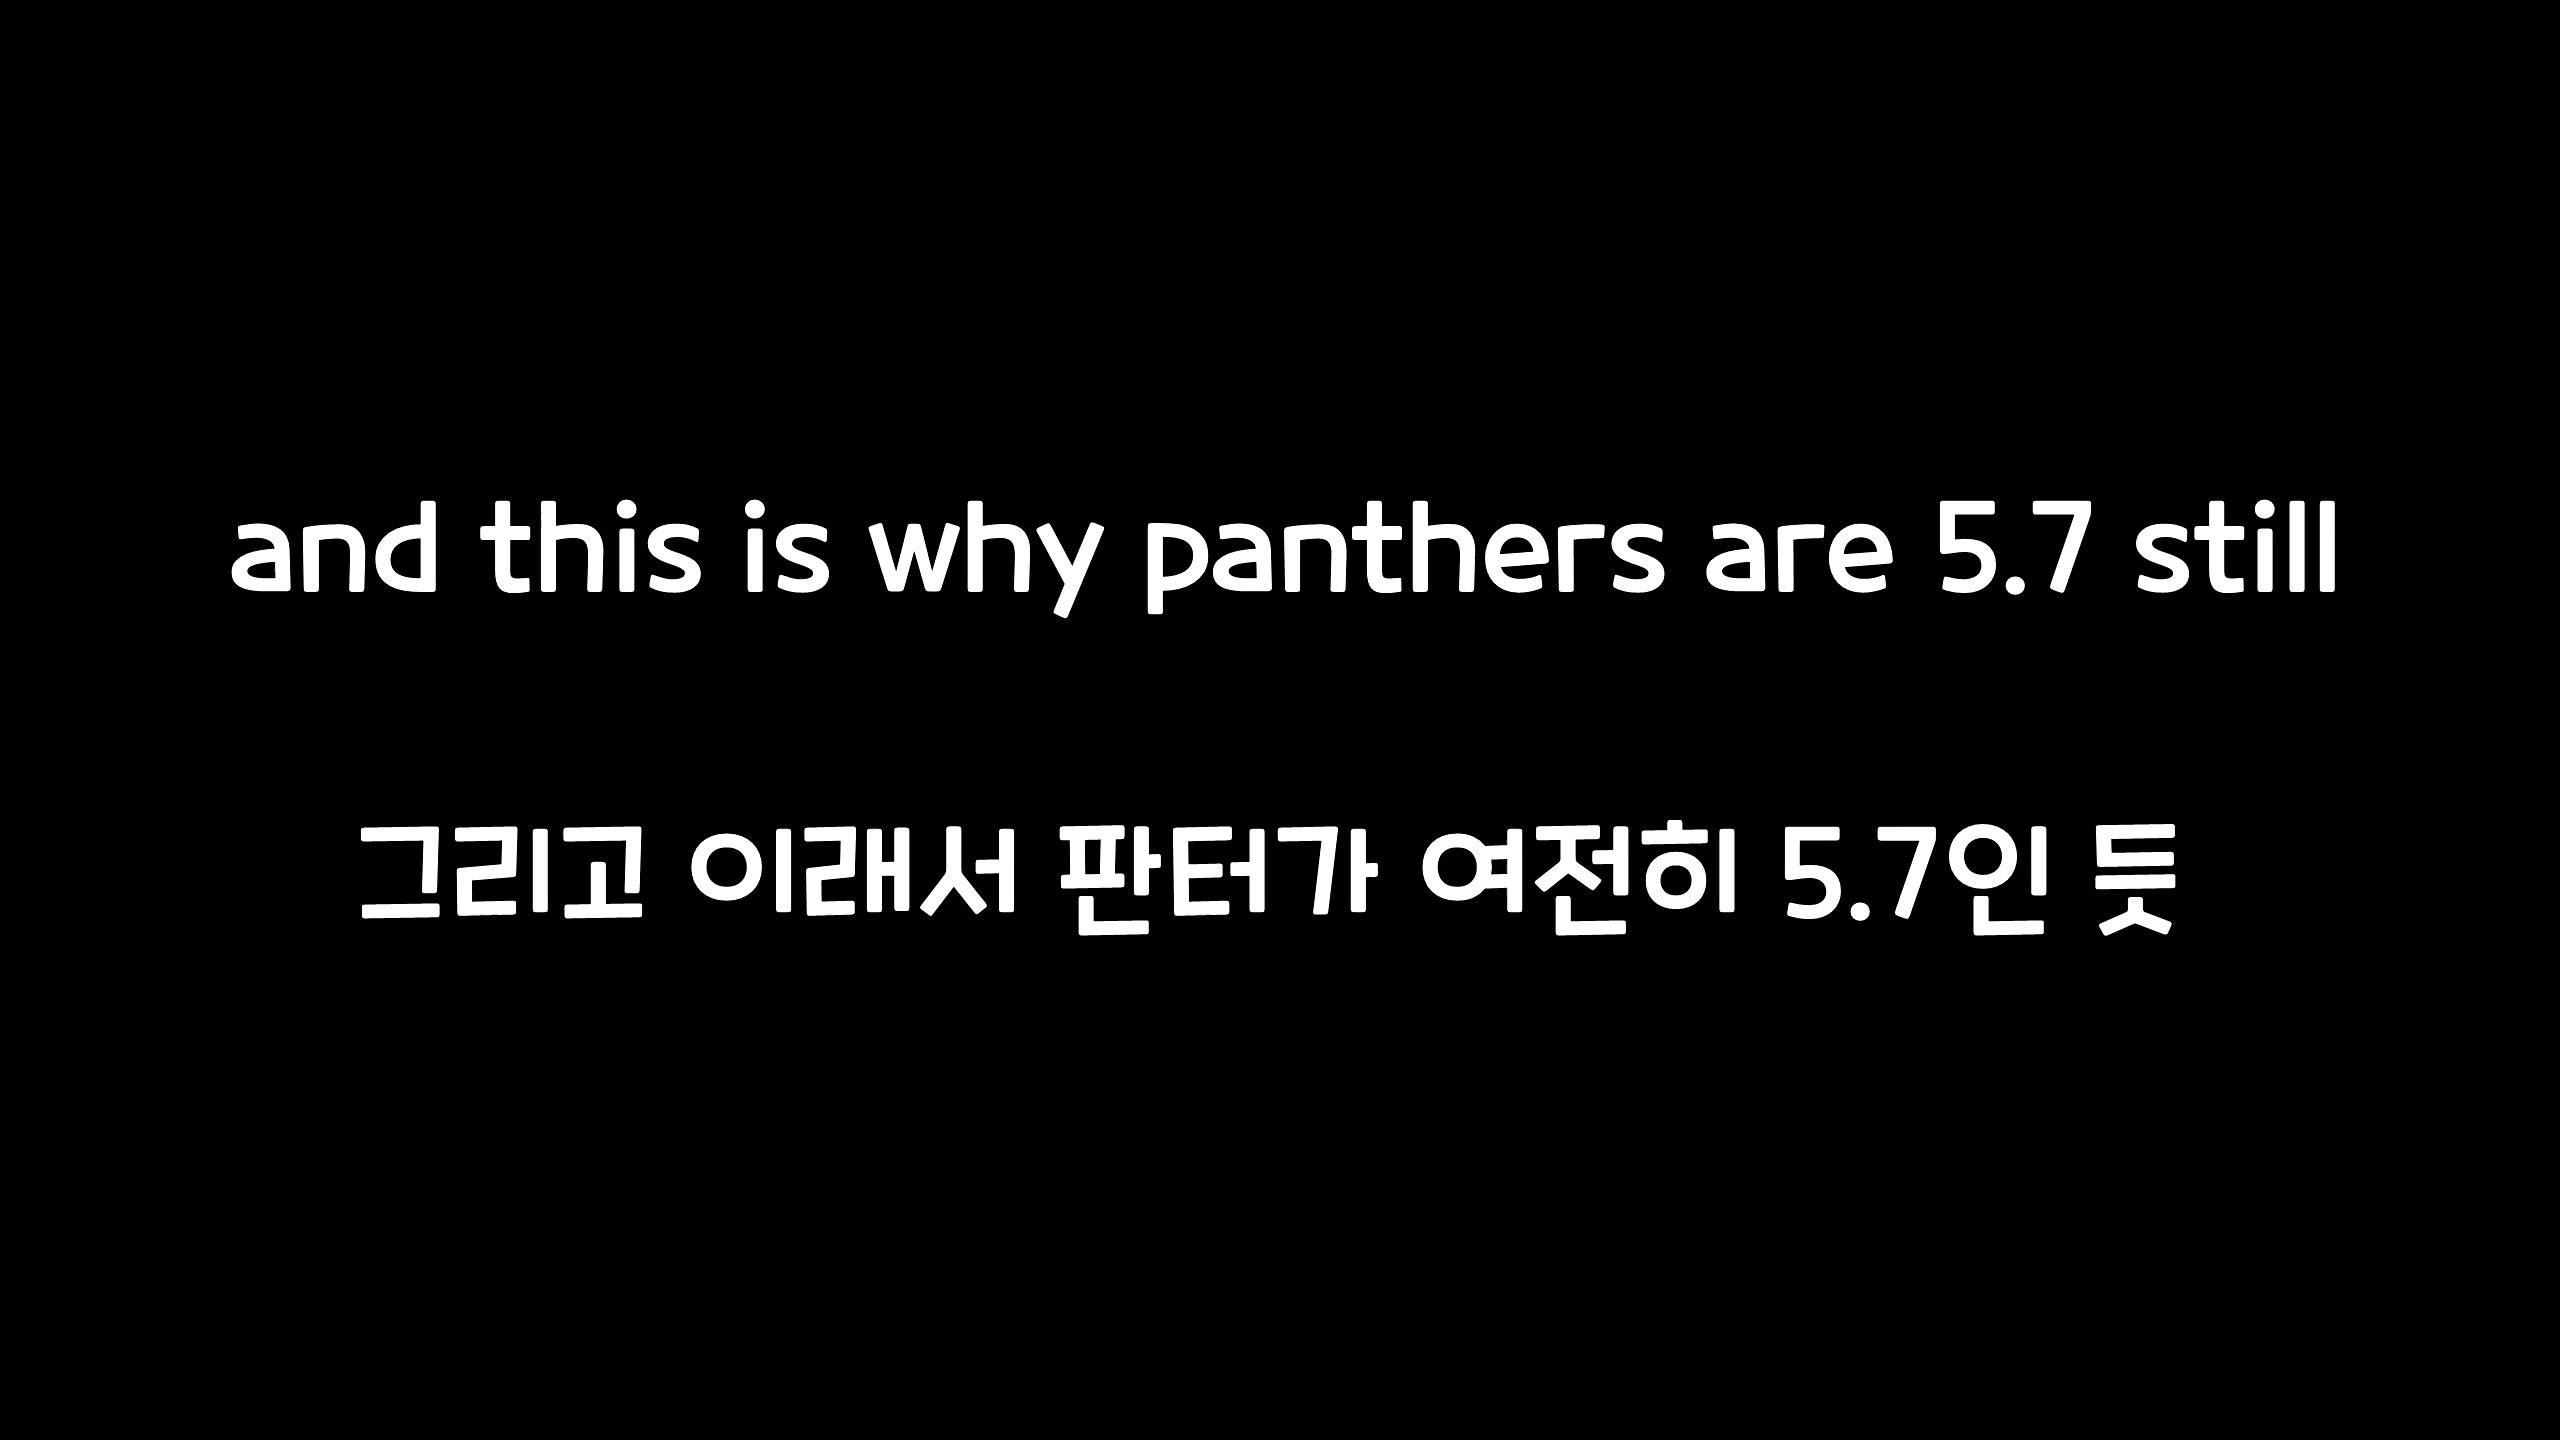 and this is why panthers are 5.7 still
그리고 이래서 판터가 여전히 5.7인 듯